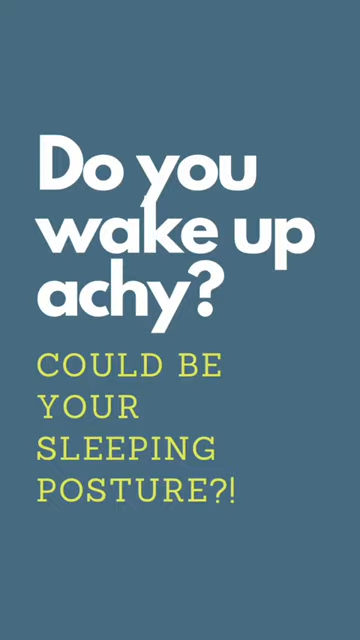 Do you
wake up
achy?
COULD BE
YOUR
SLEEPING
POSTURE?!